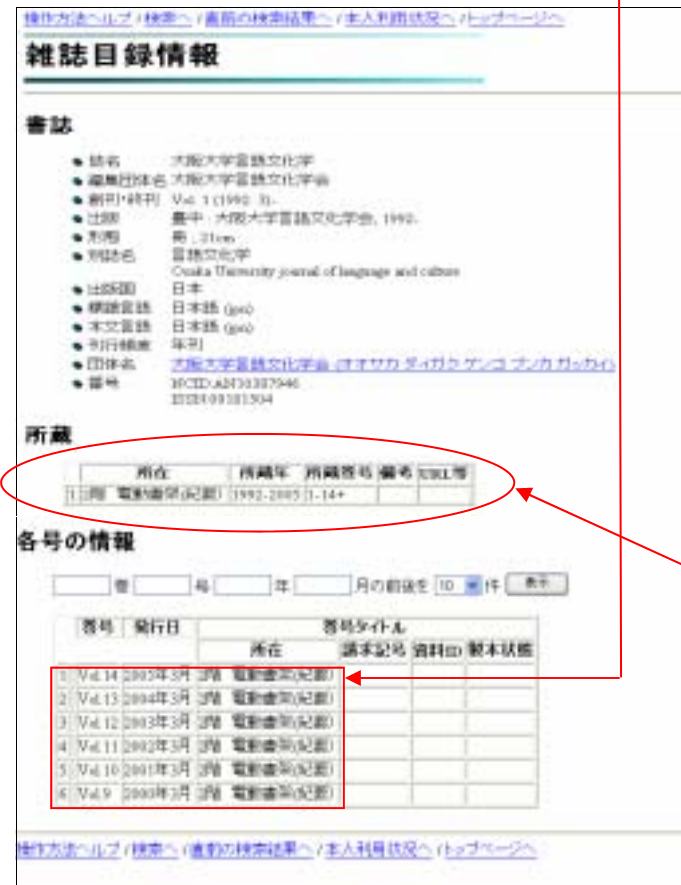 操作方法ヘルプ / 検索へ / 直前の検索結果へ / 本人利用状況へ / トップページへ
雑誌目録情報
書誌
誌名 大阪大学言語文化学
編集団体名 大阪大学言語文化学会
創刊・終刊 Vol. 1 (1992. 3)-
出版 豊中 : 大阪大学言語文化学会, 1992-
形態 冊 ; 21cm
別誌名 言語文化学
Osaka University journal of language and culture
出版国 日本
標題言語 日本語 (jpn)
本文言語 日本語 (jpn)
刊行頻度 年刊
団体名 大阪大学言語文化学会 (オオサカ ダイガク ゲンゴ ブンカ ガッカイ)
番号
所蔵
所在 所蔵年 所蔵巻号 備考 URL等
1 2階 電動書架(紀要) 1992-2005 1-14+
各号の情報
巻 号 年 月の前後を 10 件 表示
巻号 発行日 巻号タイトル
所在 請求記号 資料ID 製本状態
1 Vol.14 2005年3月 2階 電動書架(紀要)
2 Vol.13 2004年3月 2階 電動書架(紀要)
3 Vol.12 2003年3月 2階 電動書架(紀要)
4 Vol.11 2002年3月 2階 電動書架(紀要)
5 Vol.10 2001年3月 2階 電動書架(紀要)
6 Vol.9 2000年3月 2階 電動書架(紀要)
操作方法ヘルプ / 検索へ / 直前の検索結果へ / 本人利用状況へ / トップページへ